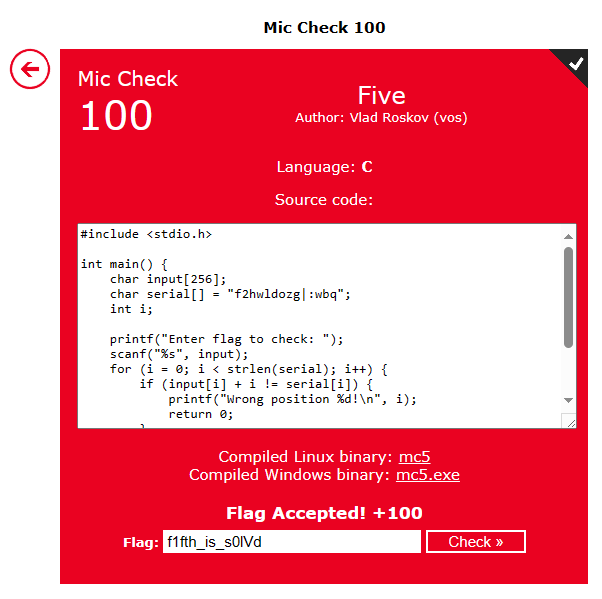 Mic Check 100
Mic Check
100
Five
Author: Vlad Roskov (vos)
Language: C
Source code:
#include <stdio.h>

int main() {
    char input[256];
    char serial[] = "f2hwldozg|:wbq";
    int i;

    printf("Enter flag to check: ");
    scanf("%s", input);
    for (i = 0; i < strlen(serial); i++) {
        if (input[i] + i != serial[i]) {
            printf("Wrong position %d!\n", i);
            return 0;
        }
Compiled Linux binary: mc5
Compiled Windows binary: mc5.exe
Flag Accepted! +100
Flag: f1fth_is_s0lVd Check »